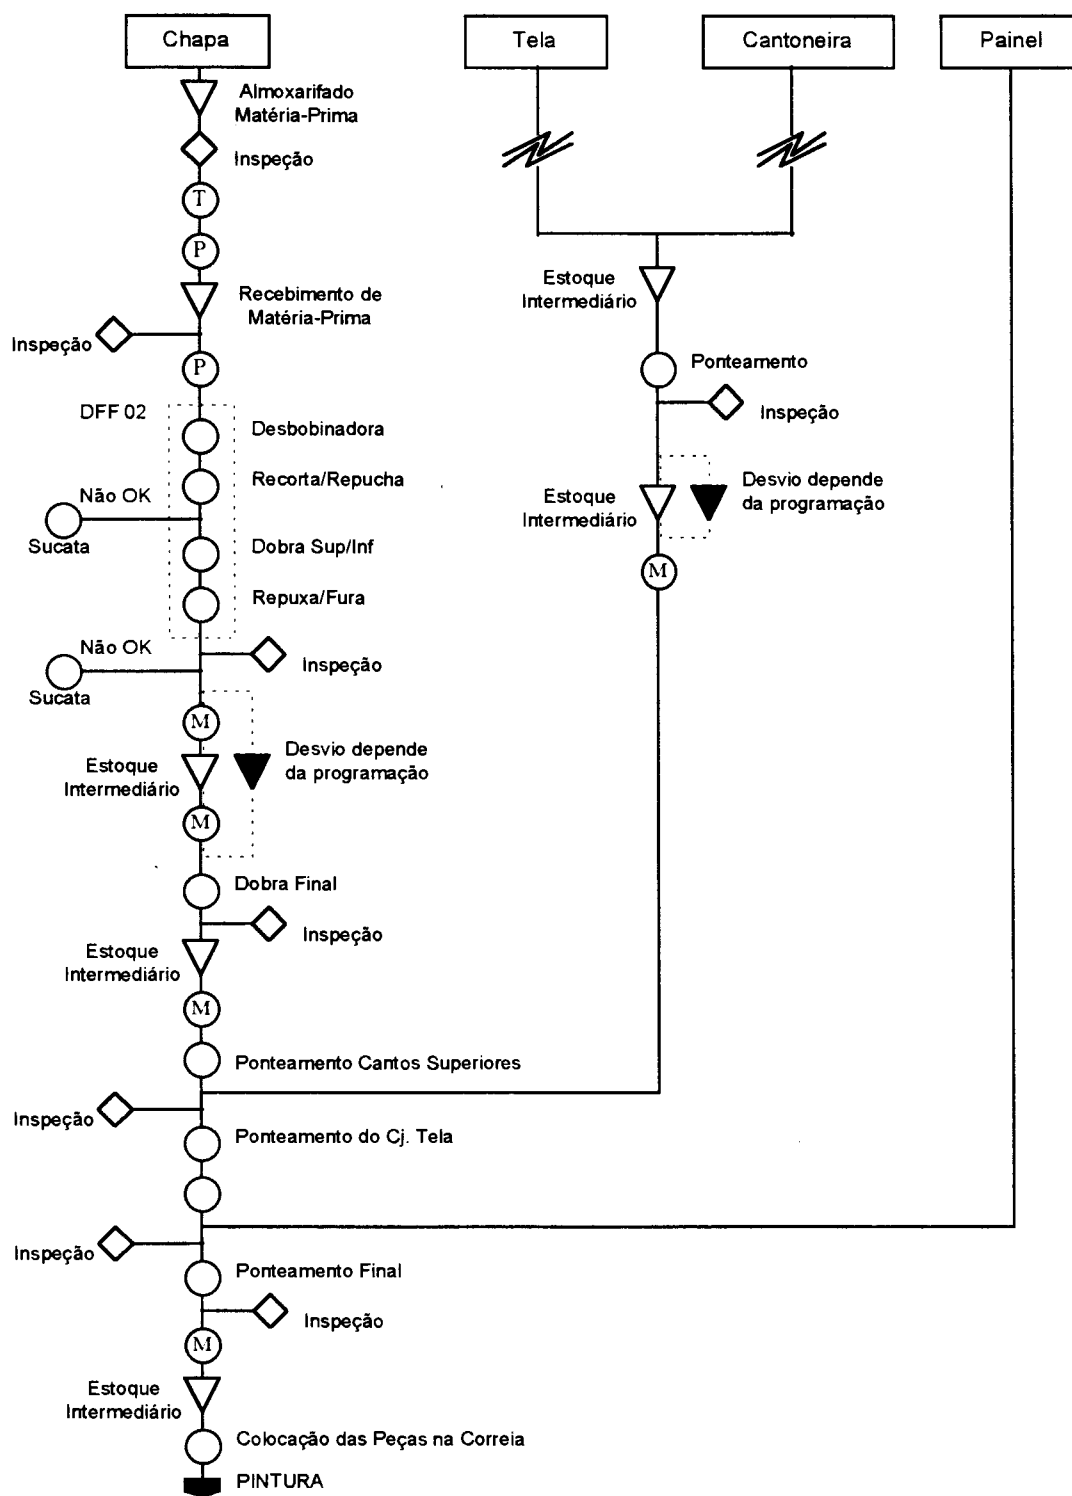 Chapa
Tela
Cantoneira
Painel
Almoxarifado
Matéria-Prima
Inspeção
T
P
Recebimento de
Matéria-Prima
Inspeção
P
DFF 02
Desbobinadora
Recorta/Repucha
Não OK
Sucata
Dobra Sup/Inf
Repuxa/Fura
Inspeção
Não OK
Sucata
M
Estoque
Intermediário
Desvio depende
da programação
M
Dobra Final
Inspeção
Estoque
Intermediário
M
Ponteamento Cantos Superiores
Inspeção
Ponteamento do Cj. Tela
Inspeção
Ponteamento Final
Inspeção
M
Estoque
Intermediário
Colocação das Peças na Correia
PINTURA
Estoque
Intermediário
Ponteamento
Inspeção
Estoque
Intermediário
Desvio depende
da programação
M